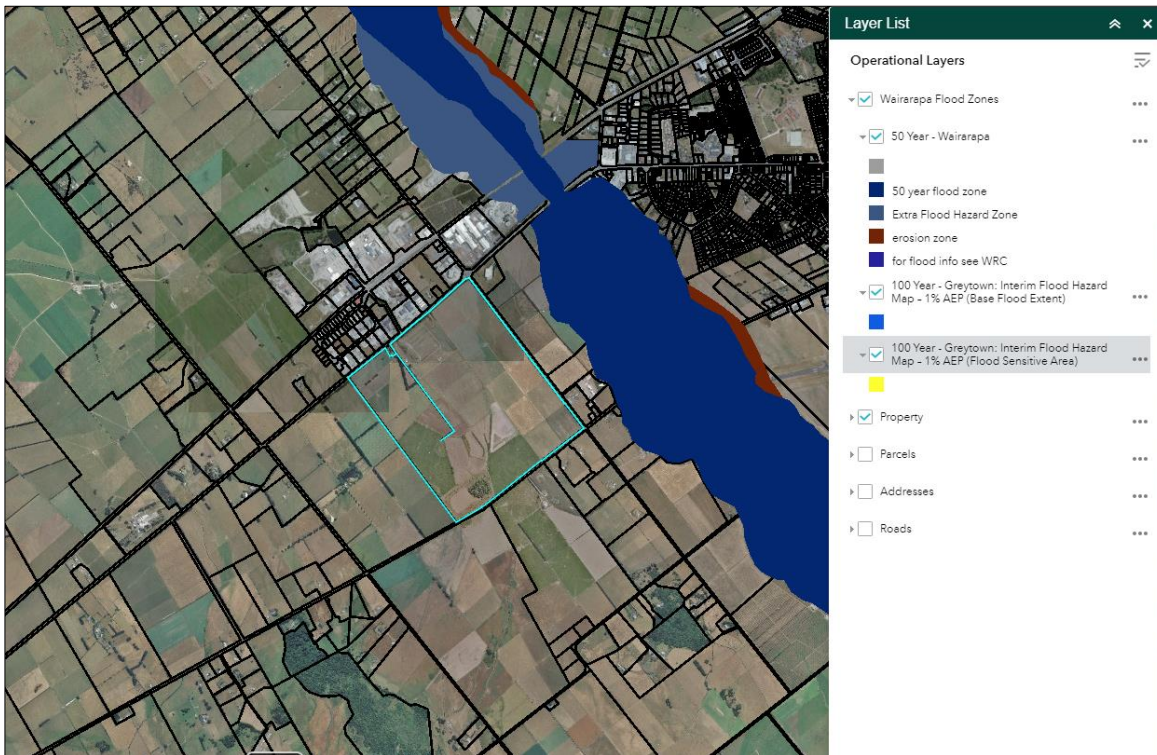 Layer List
Operational Layers
Wairarapa Flood Zones
50 Year - Wairarapa
50 year flood zone
Extra Flood Hazard Zone
erosion zone
for flood info see WRC
100 Year - Greytown: Interim Flood Hazard
Map - 1% AEP (Base Flood Extent)
100 Year - Greytown: Interim Flood Hazard
Map - 1% AEP (Flood Sensitive Area)
Property
Parcels
Addresses
Roads